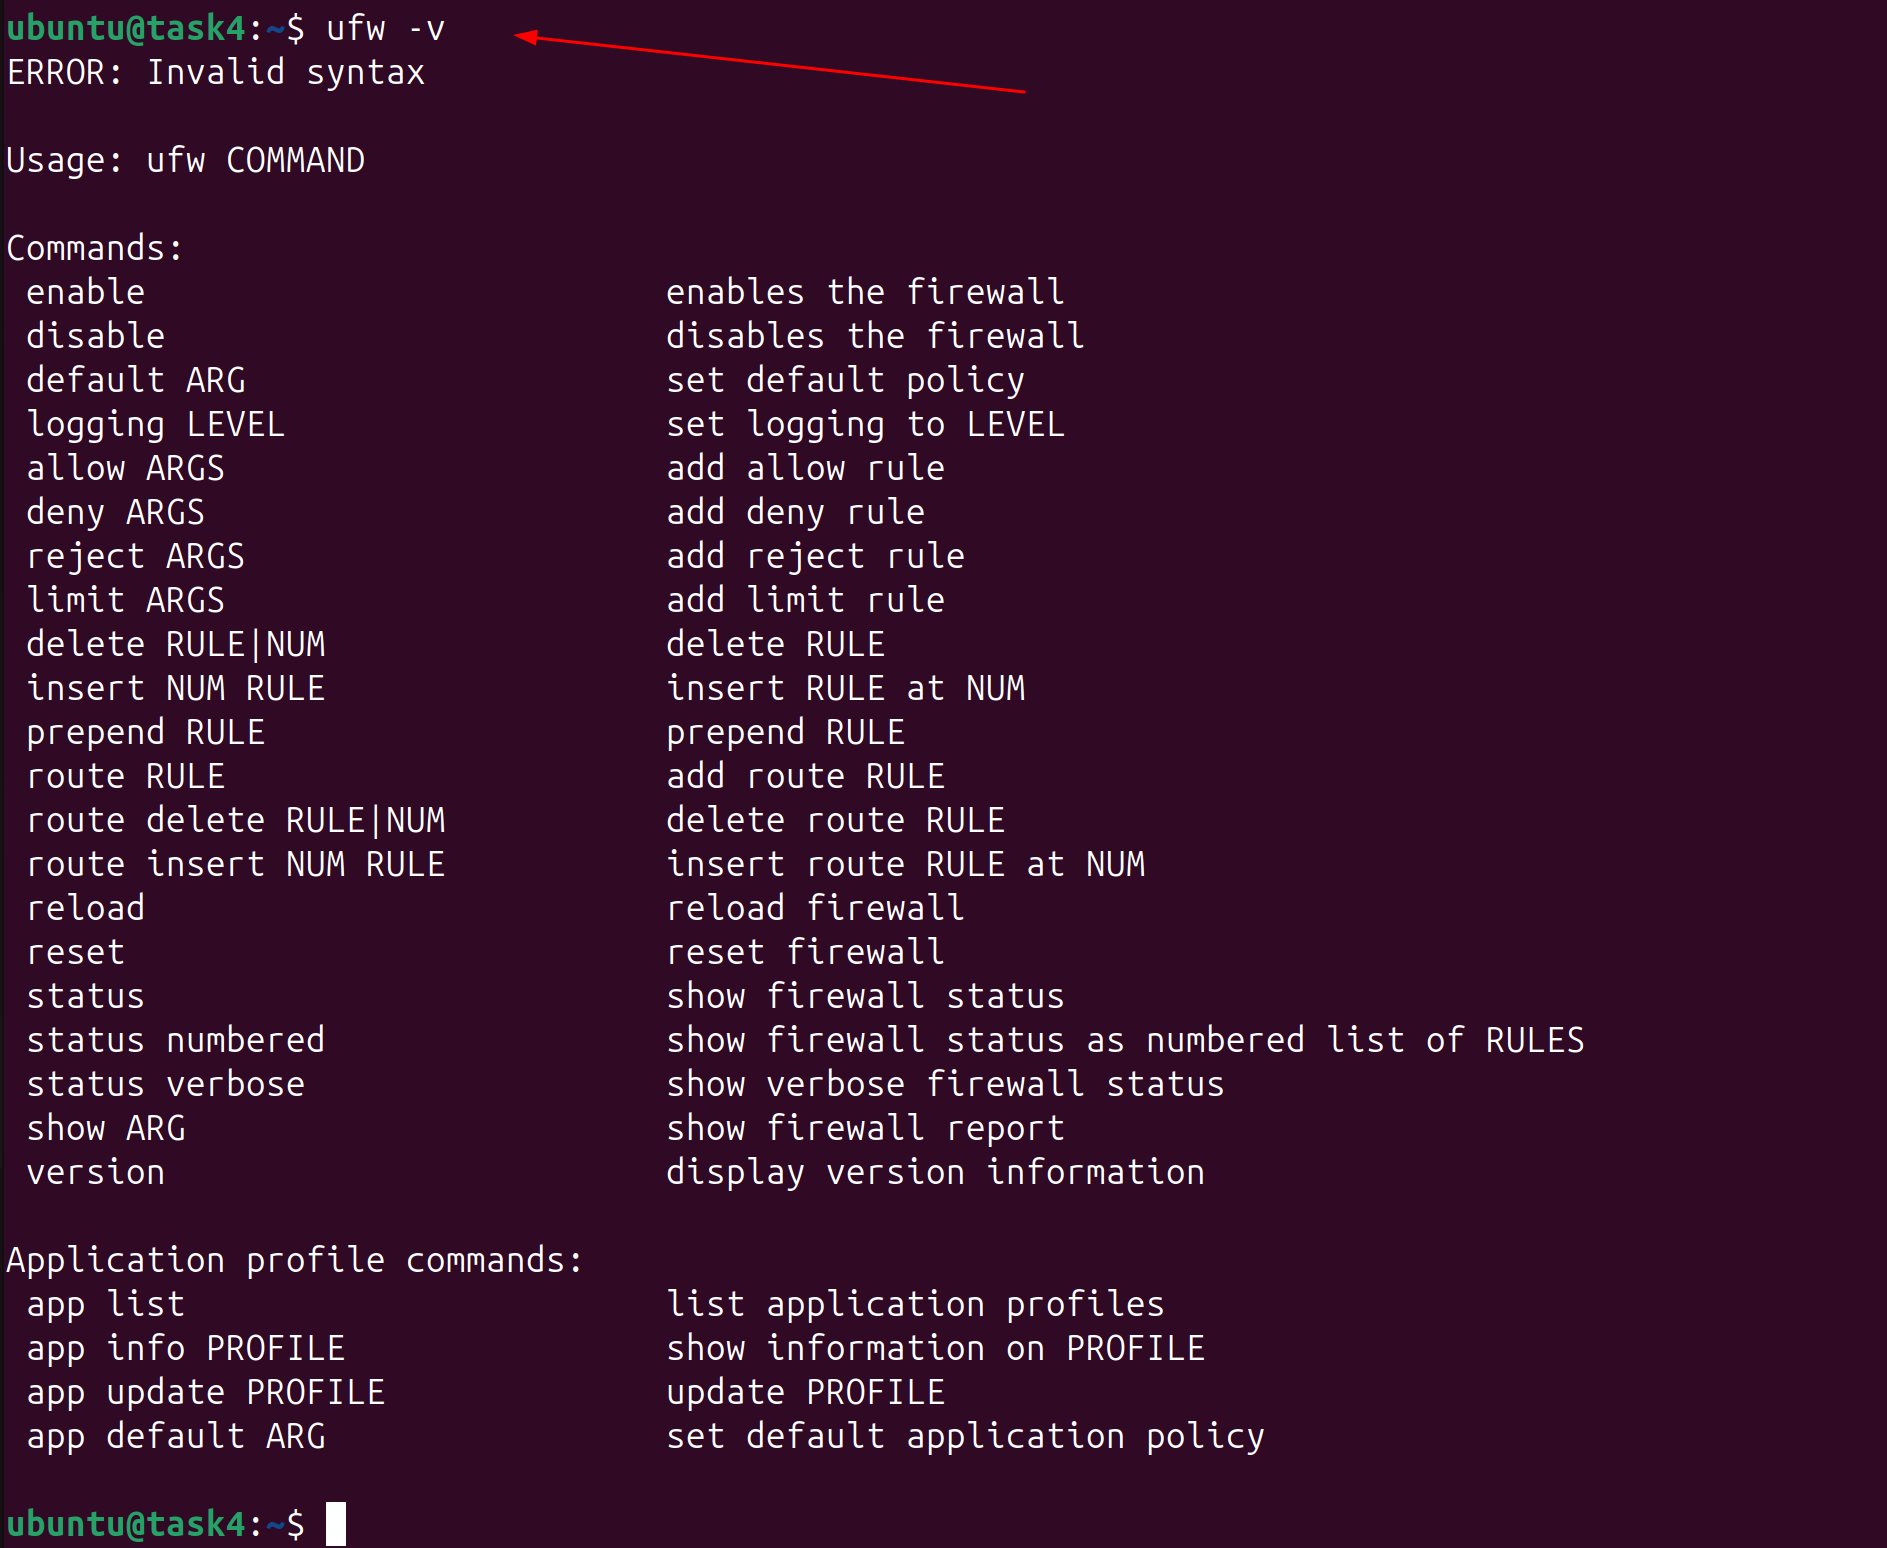 ubuntu@task4:~$ ufw -v
ERROR: Invalid syntax
Usage: ufw COMMAND
Commands:
enable enables the firewall
disable disables the firewall
default ARG set default policy
logging LEVEL set logging to LEVEL
allow ARGS add allow rule
deny ARGS add deny rule
reject ARGS add reject rule
limit ARGS add limit rule
delete RULE|NUM delete RULE
insert NUM RULE insert RULE at NUM
prepend RULE prepend RULE
route RULE add route RULE
route delete RULE|NUM delete route RULE
route insert NUM RULE insert route RULE at NUM
reload reload firewall
reset reset firewall
status show firewall status
status numbered show firewall status as numbered list of RULES
status verbose show verbose firewall status
show ARG show firewall report
version display version information
Application profile commands:
app list list application profiles
app info PROFILE show information on PROFILE
app update PROFILE update PROFILE
app default ARG set default application policy
ubuntu@task4:~$